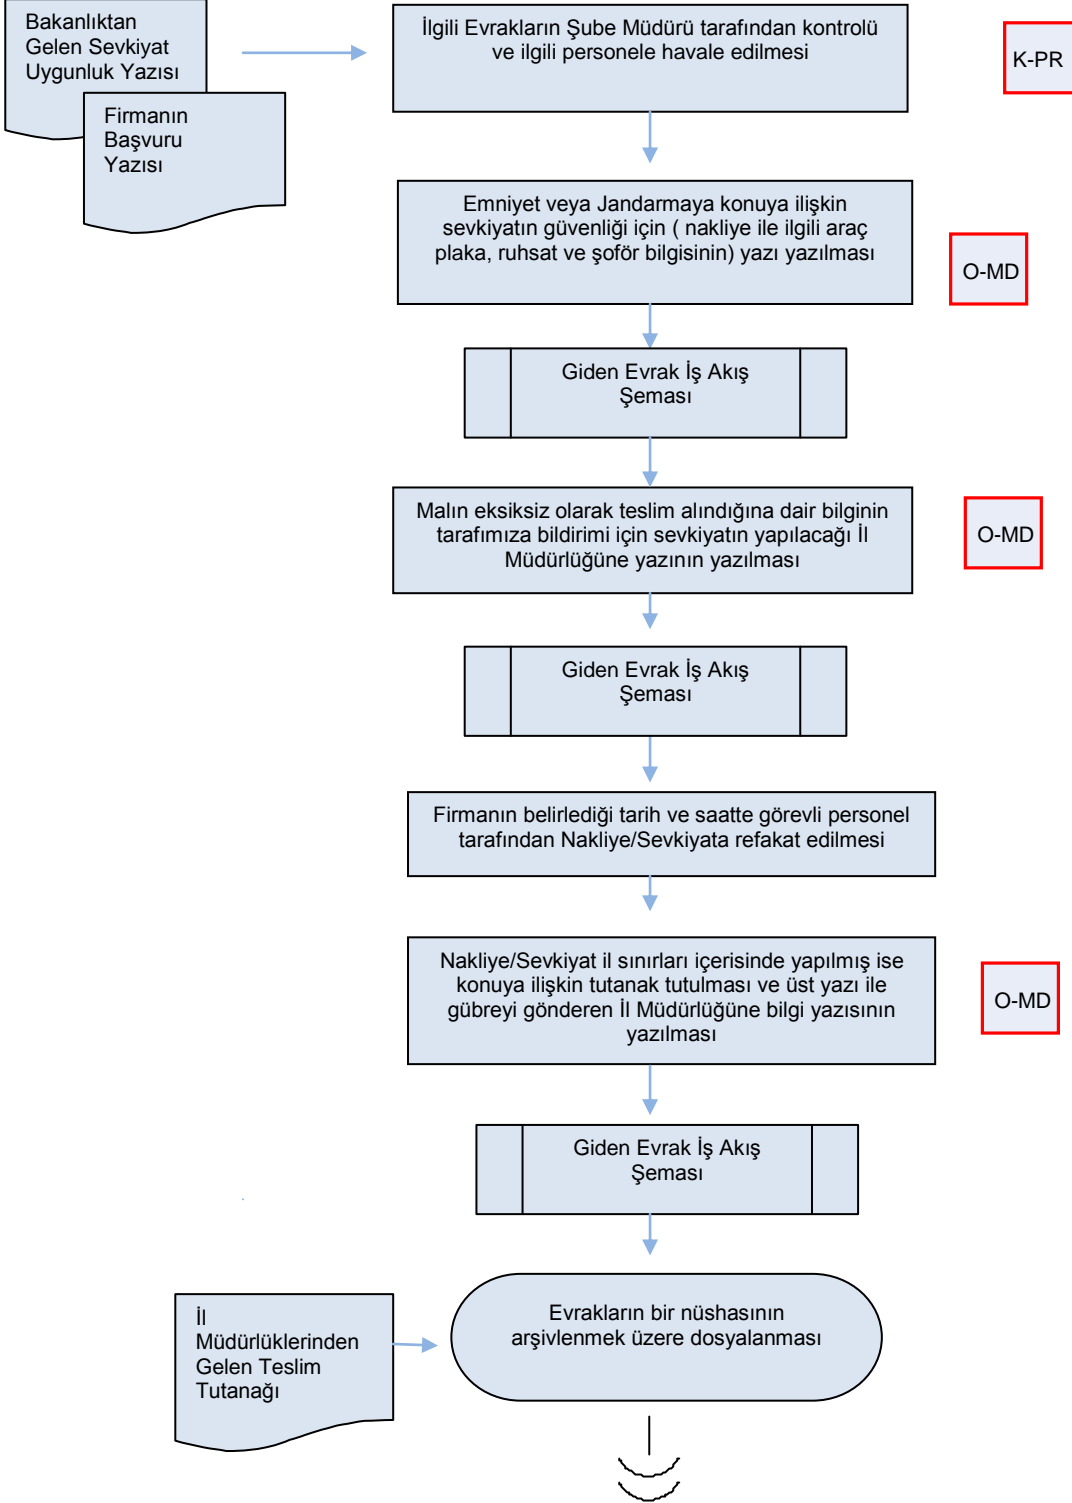 Bakanlıktan
Gelen Sevkiyat
Uygunluk Yazısı
Firmanın
Başvuru
Yazısı
İlgili Evrakların Şube Müdürü tarafından kontrolü
ve ilgili personele havale edilmesi
K-PR
Emniyet veya Jandarmaya konuya ilişkin
sevkiyatın güvenliği için ( nakliye ile ilgili araç
plaka, ruhsat ve şoför bilgisinin) yazı yazılması
O-MD
Giden Evrak İş Akış
Şeması
Malın eksiksiz olarak teslim alındığına dair bilginin
tarafımıza bildirimi için sevkiyatın yapılacağı İl
Müdürlüğüne yazının yazılması
O-MD
Giden Evrak İş Akış
Şeması
Firmanın belirlediği tarih ve saatte görevli personel
tarafından Nakliye/Sevkiyata refakat edilmesi
Nakliye/Sevkiyat il sınırları içerisinde yapılmış ise
konuya ilişkin tutanak tutulması ve üst yazı ile
gübreyi gönderen İl Müdürlüğüne bilgi yazısının
yazılması
O-MD
Giden Evrak İş Akış
Şeması
İl
Müdürlüklerinden
Gelen Teslim
Tutanağı
Evrakların bir nüshasının
arşivlenmek üzere dosyalanması